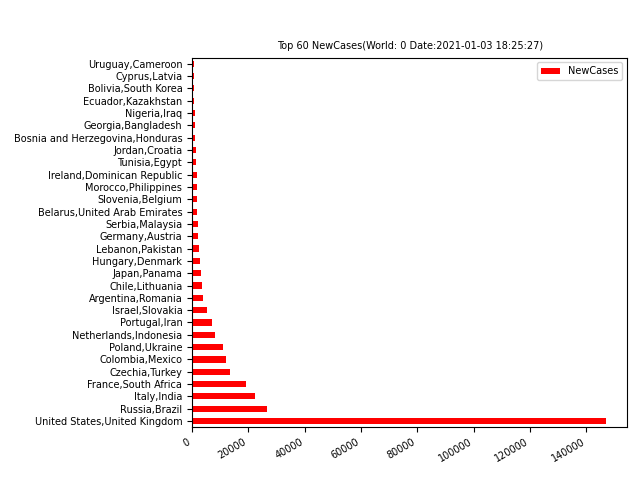 Top 60 NewCases(World: 0 Date:2021-01-03 18:25:27)
NewCases
Uruguay,Cameroon
Cyprus,Latvia
Bolivia,South Korea
Ecuador,Kazakhstan
Nigeria,Iraq
Georgia,Bangladesh
Bosnia and Herzegovina,Honduras
Jordan,Croatia
Tunisia,Egypt
Ireland,Dominican Republic
Morocco,Philippines
Slovenia,Belgium
Belarus,United Arab Emirates
Serbia,Malaysia
Germany,Austria
Lebanon,Pakistan
Hungary,Denmark
Japan,Panama
Chile,Lithuania
Argentina,Romania
Israel,Slovakia
Portugal,Iran
Netherlands,Indonesia
Poland,Ukraine
Colombia,Mexico
Czechia,Turkey
France,South Africa
Italy,India
Russia,Brazil
United States,United Kingdom
0 20000 40000 60000 80000 100000 120000 140000